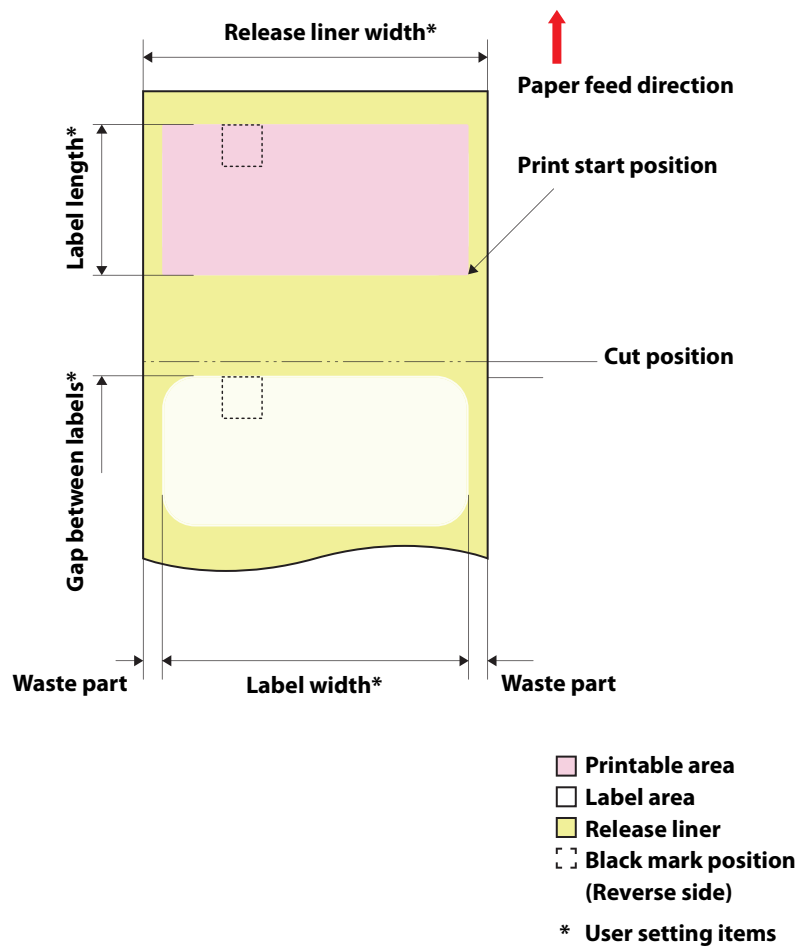 Release liner width*
Paper feed direction
Label length*
Print start position
Cut position
Gap between labels*
Waste part
Label width*
Waste part
Printable area
Label area
Release liner
Black mark position
(Reverse side)
* User setting items